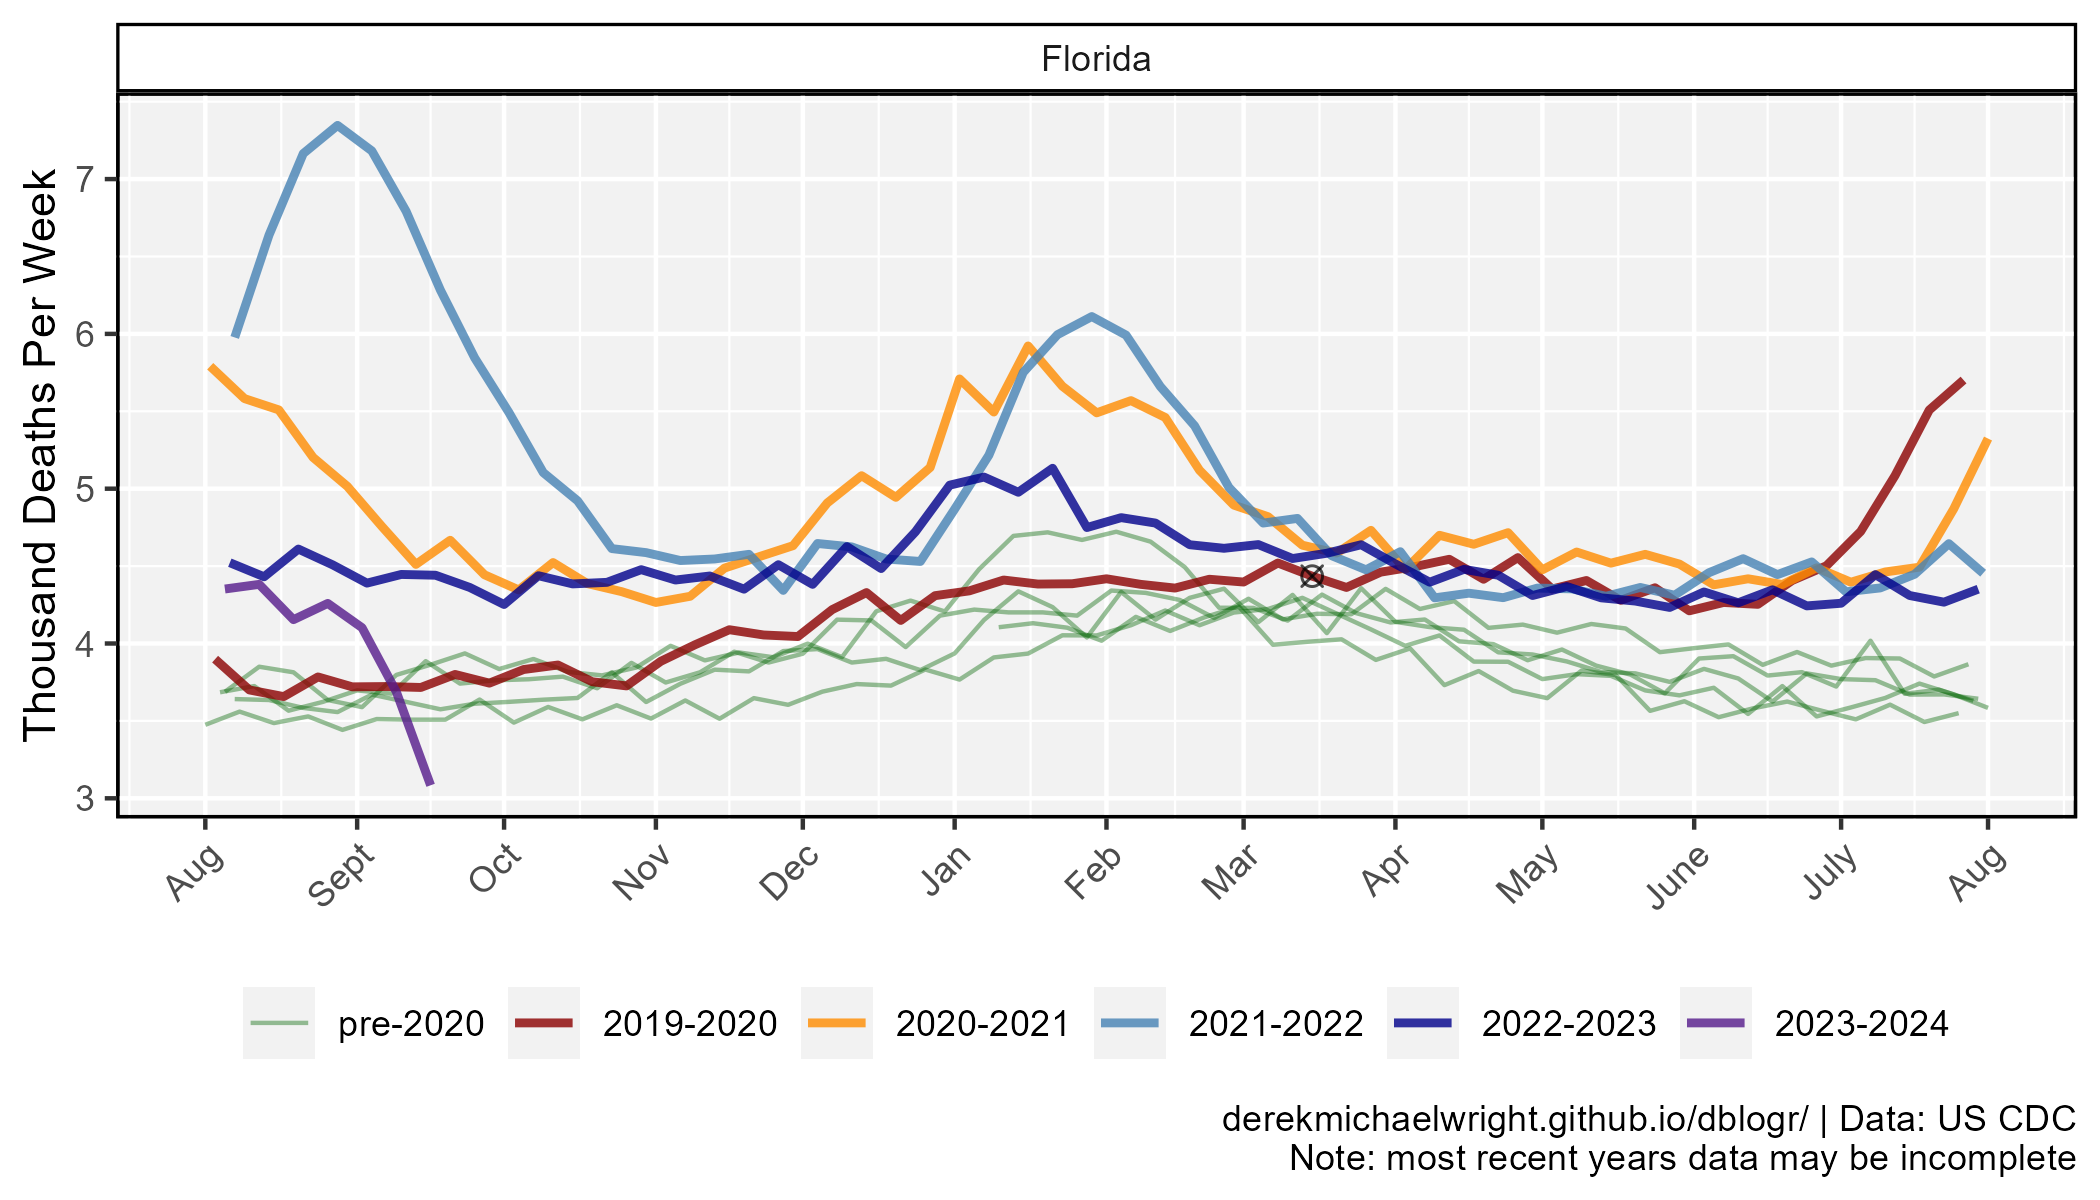 Florida
Thousand Deaths Per Week
7
6
5
4
3
Aug
Sept
Oct
Nov
Dec
Jan
Feb
Mar
Apr
May
June
July
Aug
pre-2020 2019-2020 2020-2021 2021-2022 2022-2023 2023-2024
derekmichaelwright.github.io/dblogr/ | Data: US CDC
Note: most recent years data may be incomplete